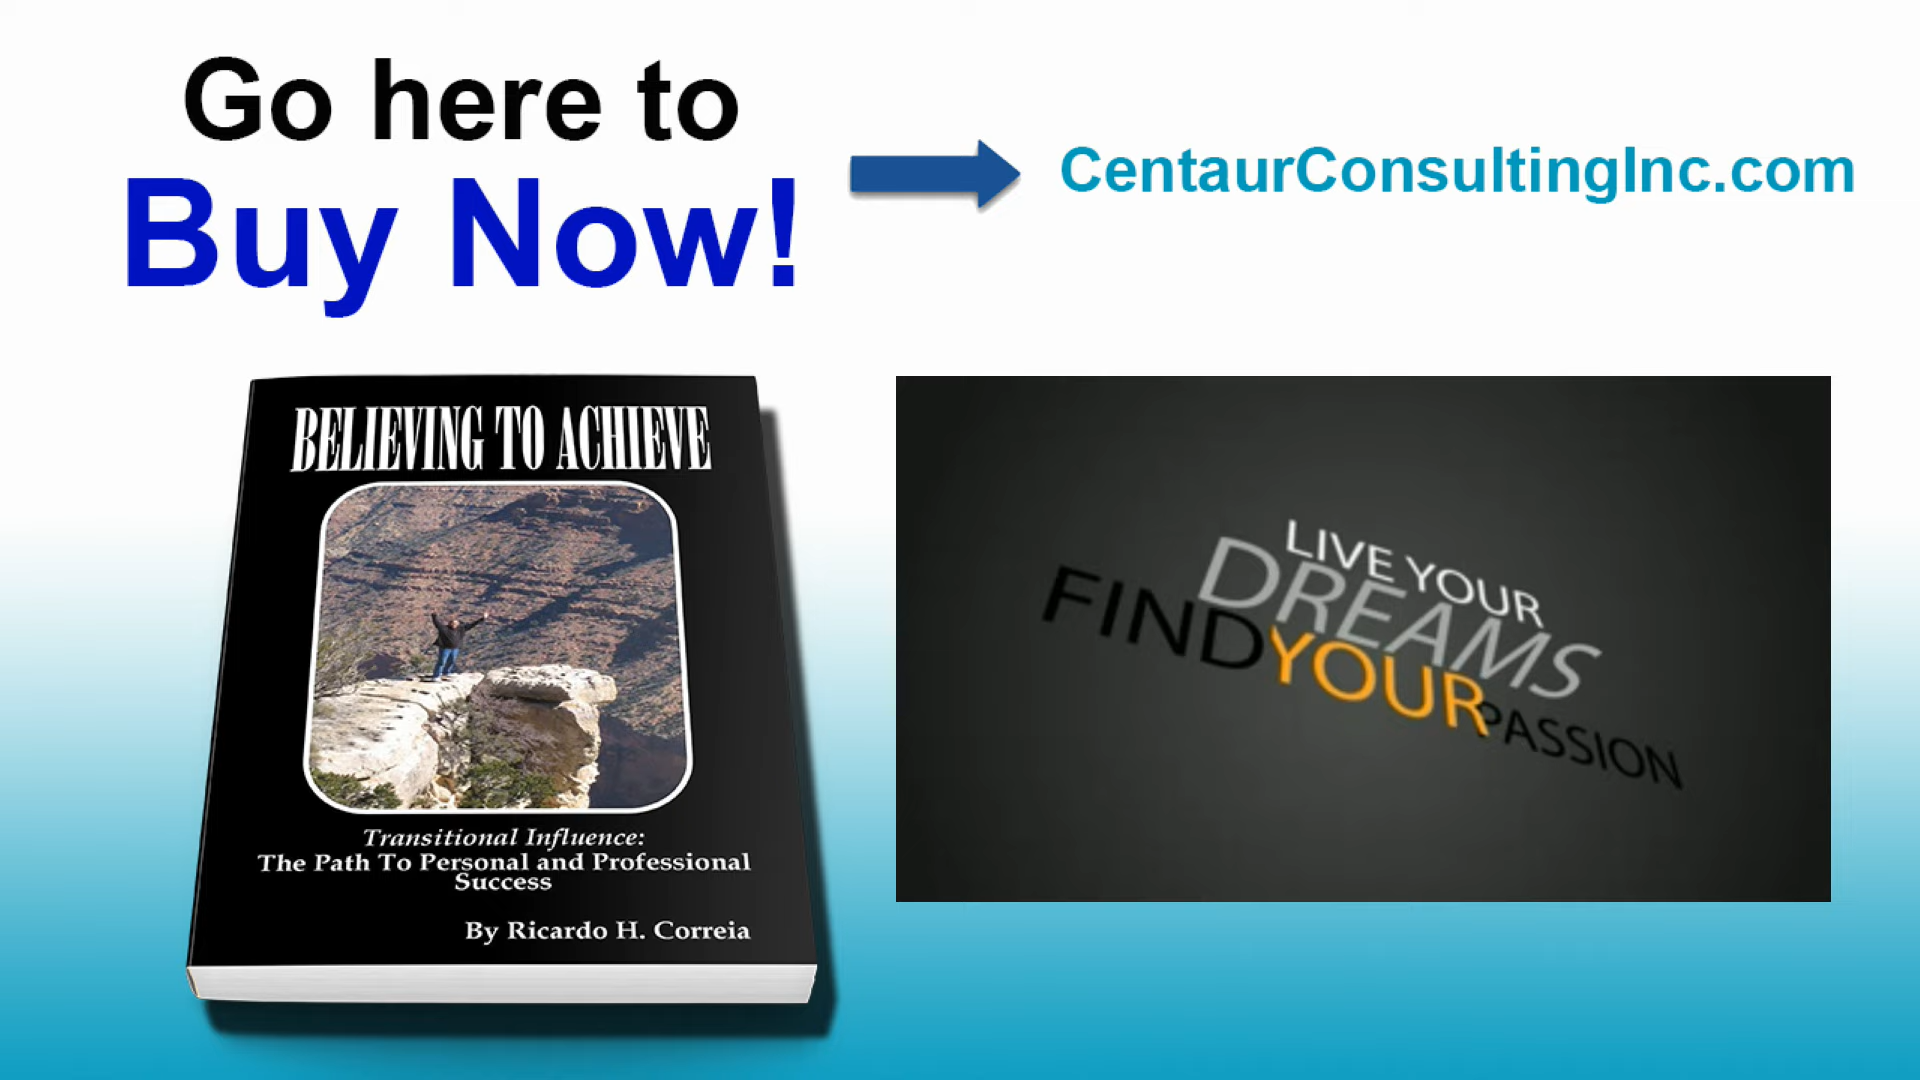 Go here to
Buy Now!
CentaurConsultingInc.com
BELIEVING TO ACHIEVE
Transitional Influence:
The Path To Personal and Professional
Success
By Ricardo H. Correia
LIVE YOUR
DREAMS
FIND YOUR
PASSION